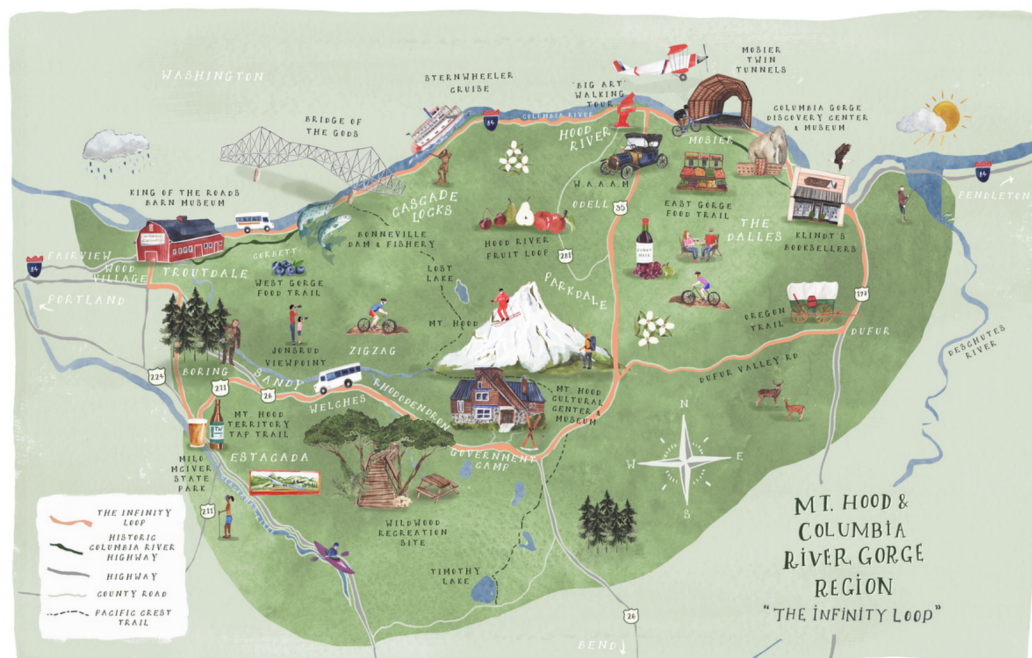 WASHINGTON
STERNWHEELER
CRUISE
"BIG ART"
WALKING
TOUR
MOSIER
TWIN
TUNNELS
BRIDGE OF
THE GODS
84
COLUMBIA RIVER
HOOD
RIVER
COLUMBIA GORGE
DISCOVERY CENTER
& MUSEUM
MOSIER
KING OF THE ROADS
BARN MUSEUM
CASCADE
LOCKS
W.A.A.A.M.
ODELL
35
EAST GORGE
FOOD TRAIL
THE
DALLES
KLINDT'S
BOOKSELLERS
84
PENDLETON
BONNEVILLE
DAM & FISHERY
HOOD RIVER
FRUIT LOOP
281
CORBETT
FAIRVIEW
84
WOOD
VILLAGE
TROUTDALE
WEST GORGE
FOOD TRAIL
LOST
LAKE
PARKDALE
197
PORTLAND
MT. HOOD
OREGON
TRAIL
DUFUR
DESCHUTES
RIVER
JONSRUD
VIEWPOINT
ZIGZAG
DUFUR VALLEY RD
224
BORING
211
SANDY
26
WELCHES
RHODODENDRON
MT. HOOD
CULTURAL
CENTER &
MUSEUM
MT. HOOD
TERRITORY
TAP TRAIL
GOVERNMENT
CAMP
N
W
E
S
ESTACADA
MILO
MCIVER
STATE
PARK
211
WILDWOOD
RECREATION
SITE
TIMOTHY
LAKE
26
BEND
THE INFINITY
LOOP
HISTORIC
COLUMBIA RIVER
HIGHWAY
HIGHWAY
COUNTY ROAD
PACIFIC CREST
TRAIL
MT. HOOD &
COLUMBIA
RIVER GORGE
REGION
"THE INFINITY LOOP"